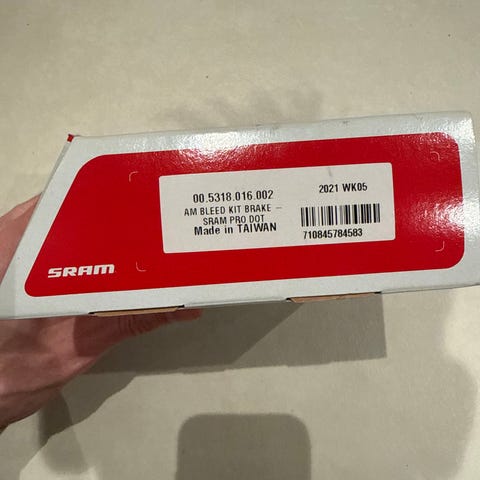 00.5318.016.002
2021 WK05
AM BLEED KIT BRAKE –
SRAM PRO DOT
Made in TAIWAN
710845784583
SRAM